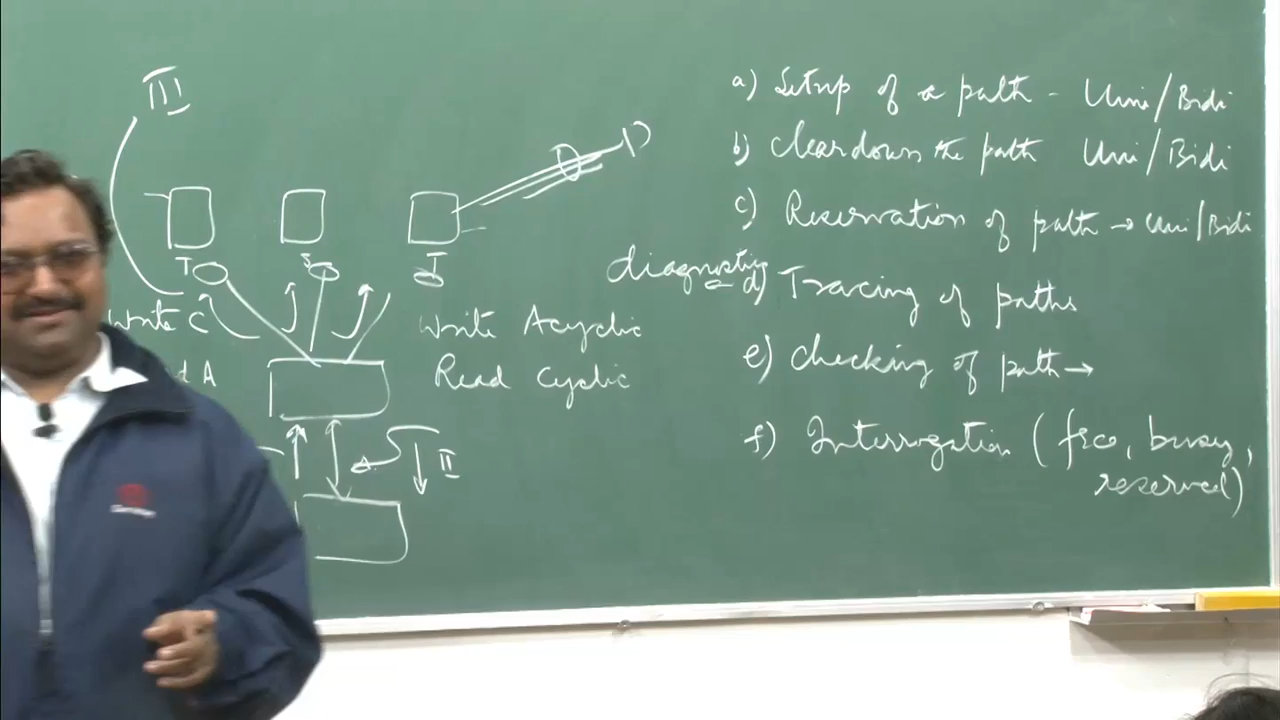 III
T S T
Write C
Write Acyclic
d A
Read Cyclic
II
a) Setup of a path - Uni/Bidi
b) Cleardown the path Uni/Bidi
c) Reservation of path → Uni/Bidi
diagnostics d) Tracing of paths
e) Checking of path →
f) Interrogation (free, busy,
reserved)